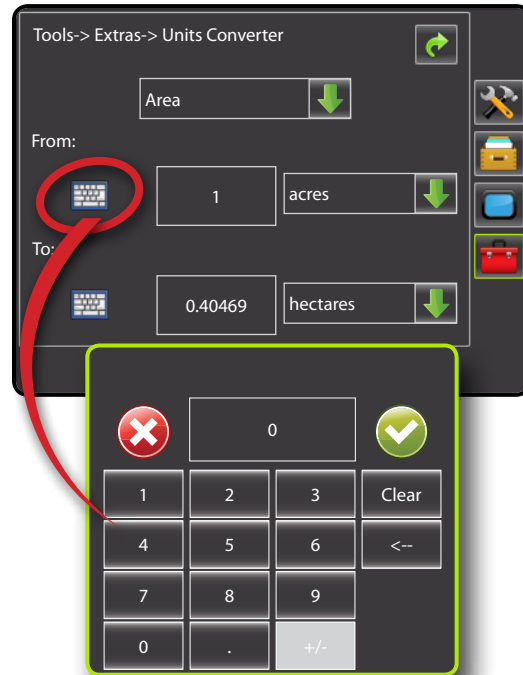 Tools-> Extras-> Units Converter
Area
From:
1 acres
To:
0.40469 hectares
0
1 2 3 Clear
4 5 6 <--
7 8 9
0 . +/-